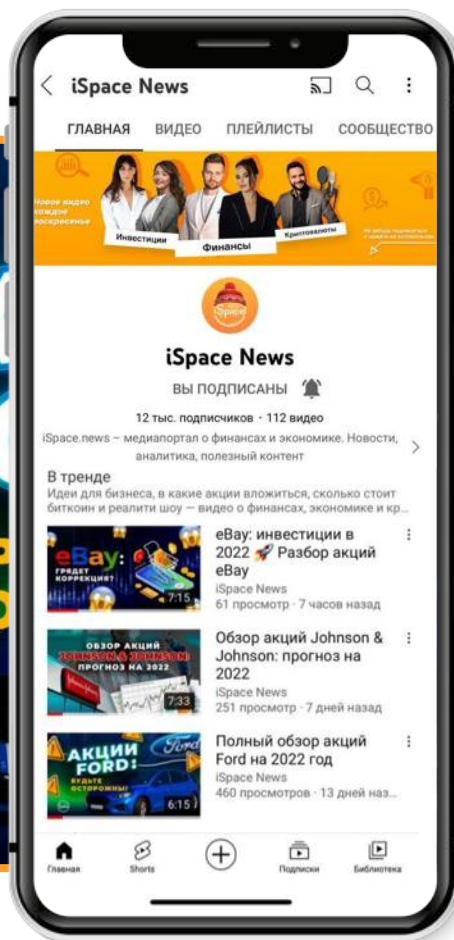 iSpace News
ГЛАВНАЯ ВИДЕО ПЛЕЙЛИСТЫ СООБЩЕСТВО
Новое видео
каждое
воскресенье
Инвестиции
Финансы
Криптовалюты
iSpace
iSpace News
ВЫ ПОДПИСАНЫ
12 тыс. подписчиков · 112 видео
iSpace.news – медиапортал о финансах и экономике. Новости,
аналитика, полезный контент
В тренде
Идеи для бизнеса, в какие акции вложиться, сколько стоит
биткоин и реалити шоу — видео о финансах, экономике и кр...
eBay:
ГРЯДЕТ
КОРРЕКЦИЯ?
7:15
eBay: инвестиции в
2022 🚀 Разбор акций
eBay
iSpace News
61 просмотр · 7 часов назад
ОБЗОР АКЦИЙ
JOHNSON & JOHNSON:
ПРОГНОЗ НА 2022
7:33
Обзор акций Johnson &
Johnson: прогноз на
2022
iSpace News
251 просмотр · 7 дней назад
АКЦИИ
FORD:
БУДЬТЕ
ОСТОРОЖНЫ!
Ford
6:15
Полный обзор акций
Ford на 2022 год
iSpace News
460 просмотров · 13 дней наз...
Главная
Shorts
Подписки
Библиотека